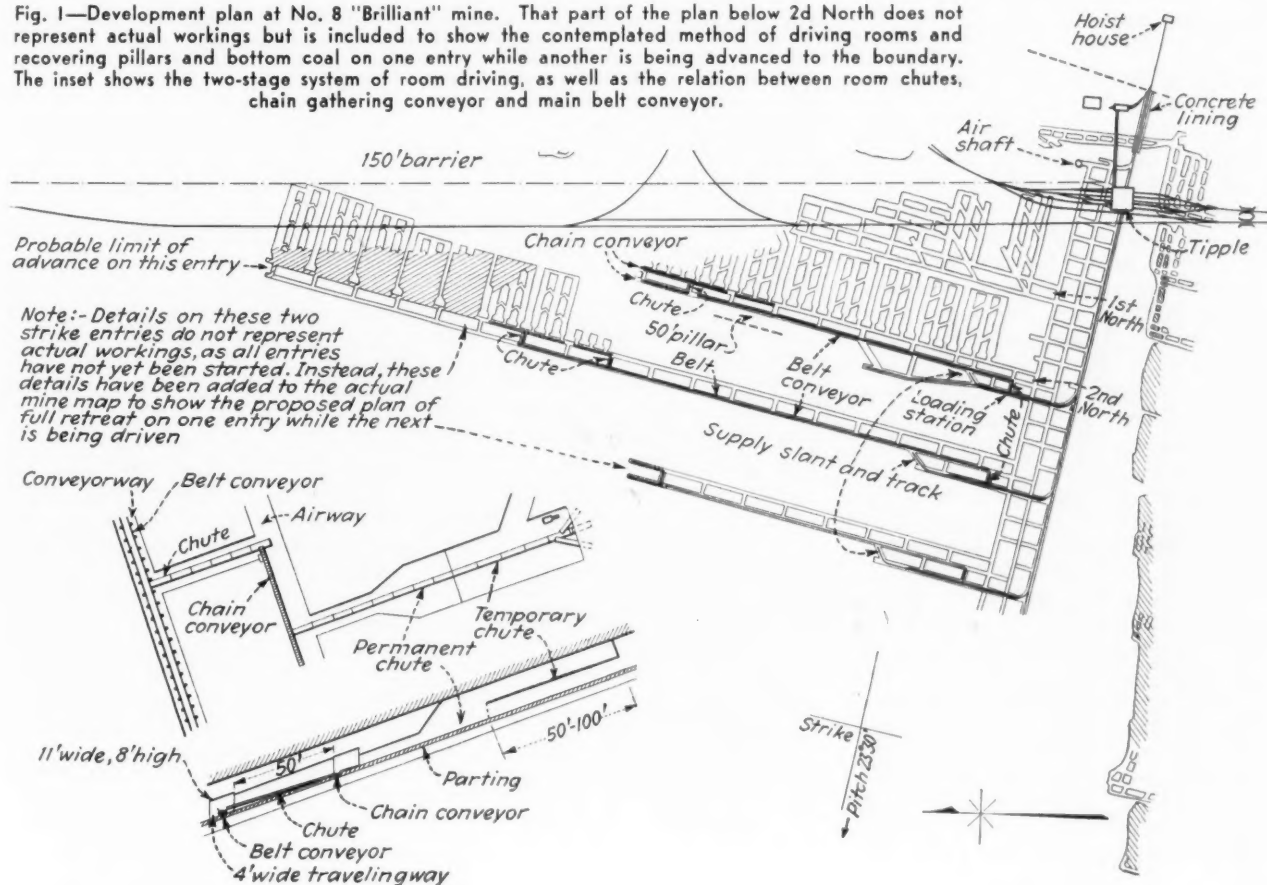 Fig. 1—Development plan at No. 8 "Brilliant" mine. That part of the plan below 2d North does not
represent actual workings but is included to show the contemplated method of driving rooms and
recovering pillars and bottom coal on one entry while another is being advanced to the boundary.
The inset shows the two-stage system of room driving, as well as the relation between room chutes,
chain gathering conveyor and main belt conveyor.
Hoist
house
Concrete
lining
Air
shaft
150' barrier
Tipple
Probable limit of
advance on this entry
Chain conveyor
1st
North
Chute
50' pillar
Belt
Note:- Details on these two
strike entries do not represent
actual workings, as all entries
have not yet been started. Instead, these
details have been added to the actual
mine map to show the proposed plan of
full retreat on one entry while the next
is being driven
Chute
Belt
conveyor
Loading
station
Chute
2nd
North
Supply slant and track
Conveyorway
Belt conveyor
Airway
Chute
Chain
conveyor
Temporary
chute
Permanent
chute
50'-100'
11' wide, 8' high
50'
Parting
Chain conveyor
Chute
Belt conveyor
4' wide travelingway
Strike
Pitch 2°30'